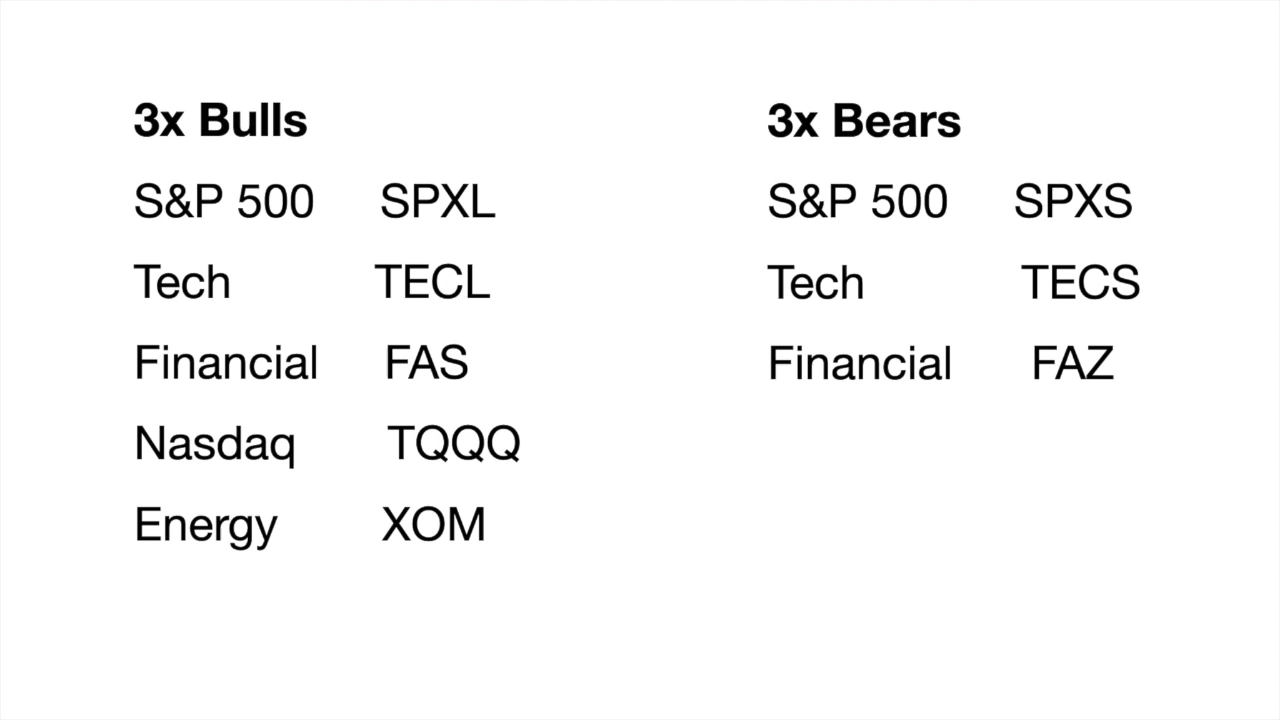 3x Bulls
S&P 500 SPXL
Tech TECL
Financial FAS
Nasdaq TQQQ
Energy XOM
3x Bears
S&P 500 SPXS
Tech TECS
Financial FAZ